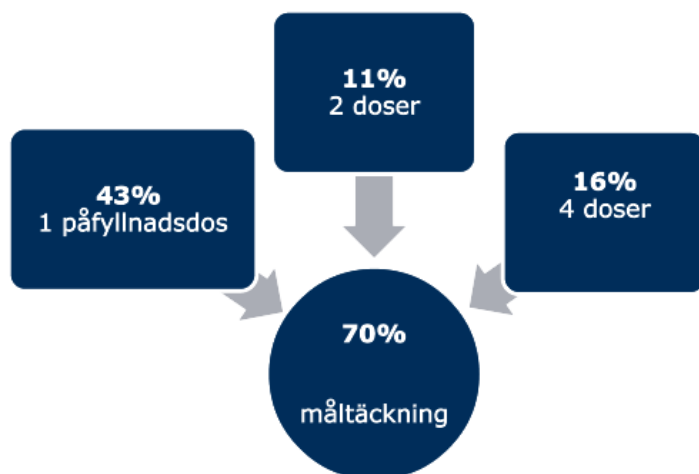 11%
2 doser
43%
1 påfyllnadsdos
16%
4 doser
70%
måltäckning